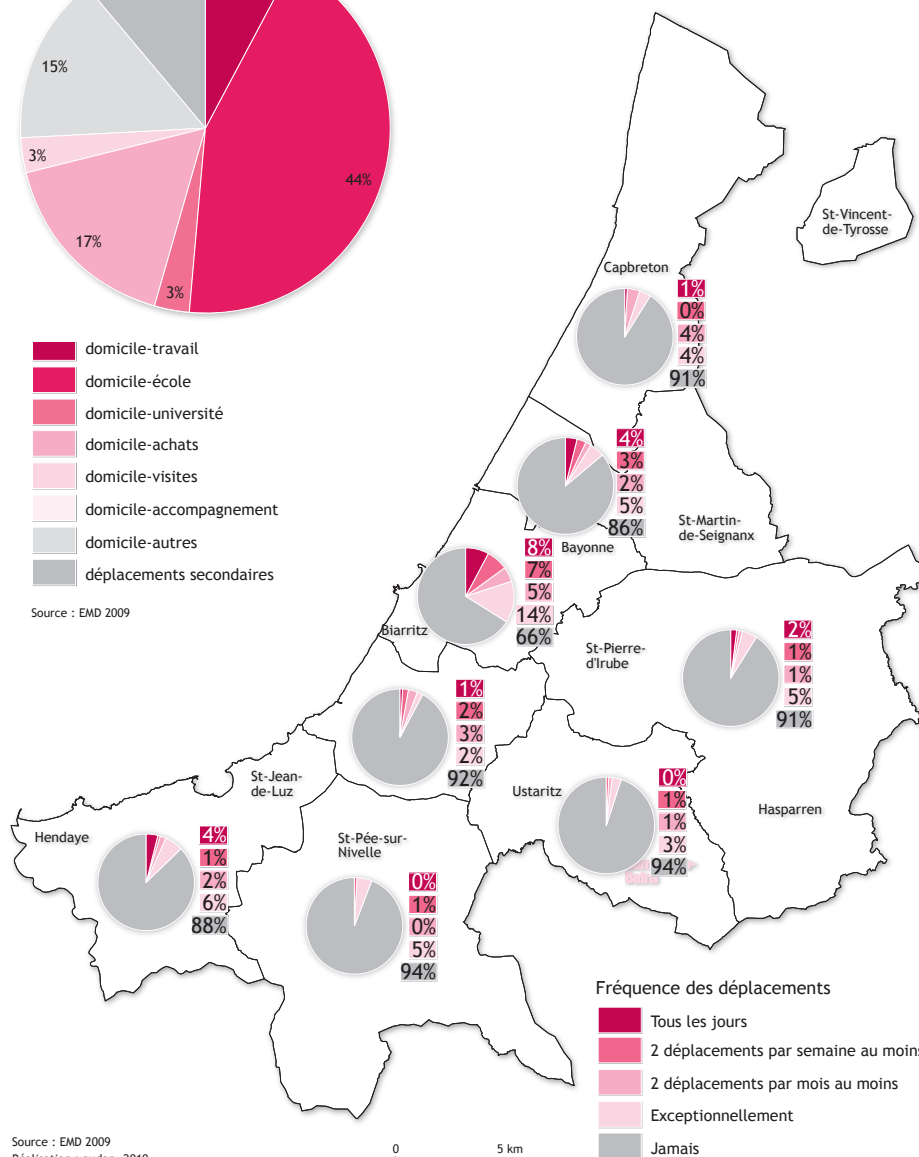 15%
3%
44%
17%
3%
domicile-travail
domicile-école
domicile-université
domicile-achats
domicile-visites
domicile-accompagnement
domicile-autres
déplacements secondaires
Source : EMD 2009
St-Vincent-
de-Tyrosse
Capbreton
1%
0%
4%
4%
91%
4%
3%
2%
5%
86%
Bayonne
St-Martin-
de-Seignanx
8%
7%
5%
14%
66%
Biarritz
St-Pierre-
d'Irube
2%
1%
1%
5%
91%
1%
2%
3%
2%
92%
St-Jean-
de-Luz
Ustaritz
0%
1%
1%
3%
94%
Hasparren
Hendaye
4%
1%
2%
6%
88%
St-Pée-sur-
Nivelle
0%
1%
0%
5%
94%
Fréquence des déplacements
Tous les jours
2 déplacements par semaine au moins
2 déplacements par mois au moins
Exceptionnellement
Jamais
Source : EMD 2009
0 5 km